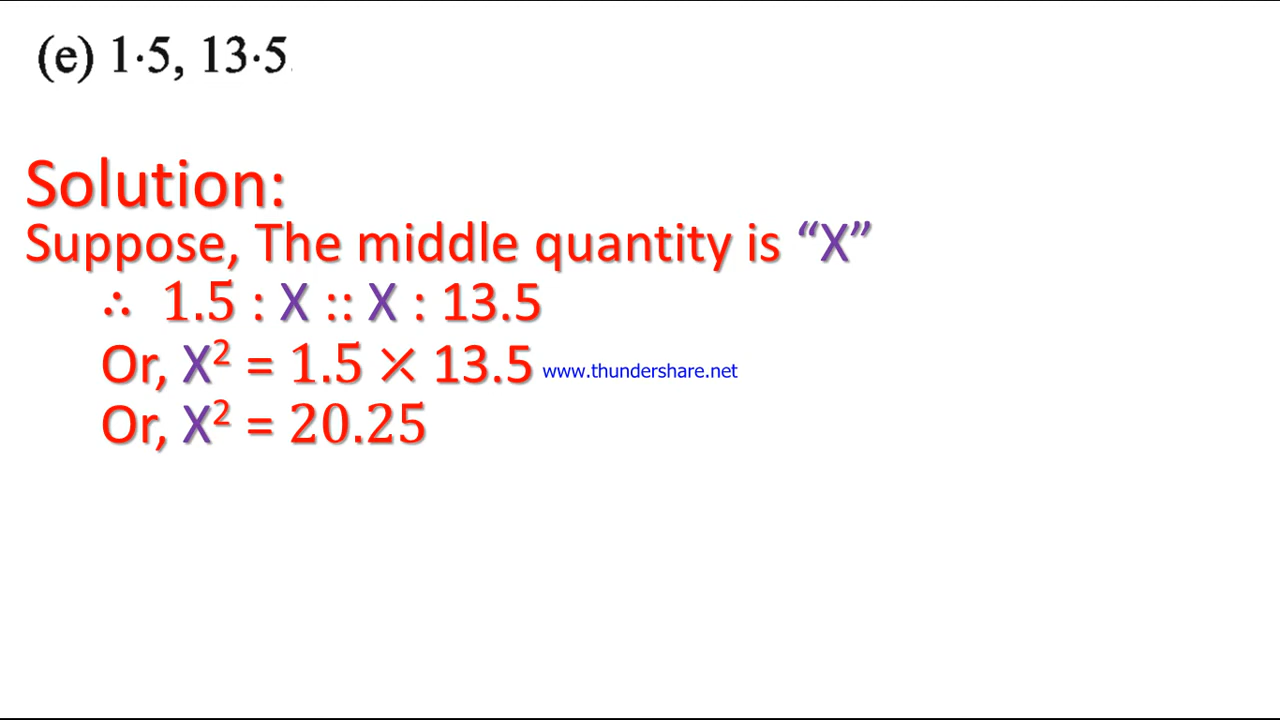 (e) 1·5, 13·5
Solution:
Suppose, The middle quantity is “X”
∴ 1.5 : X :: X : 13.5
Or, X² = 1.5 × 13.5 www.thundershare.net
Or, X² = 20.25